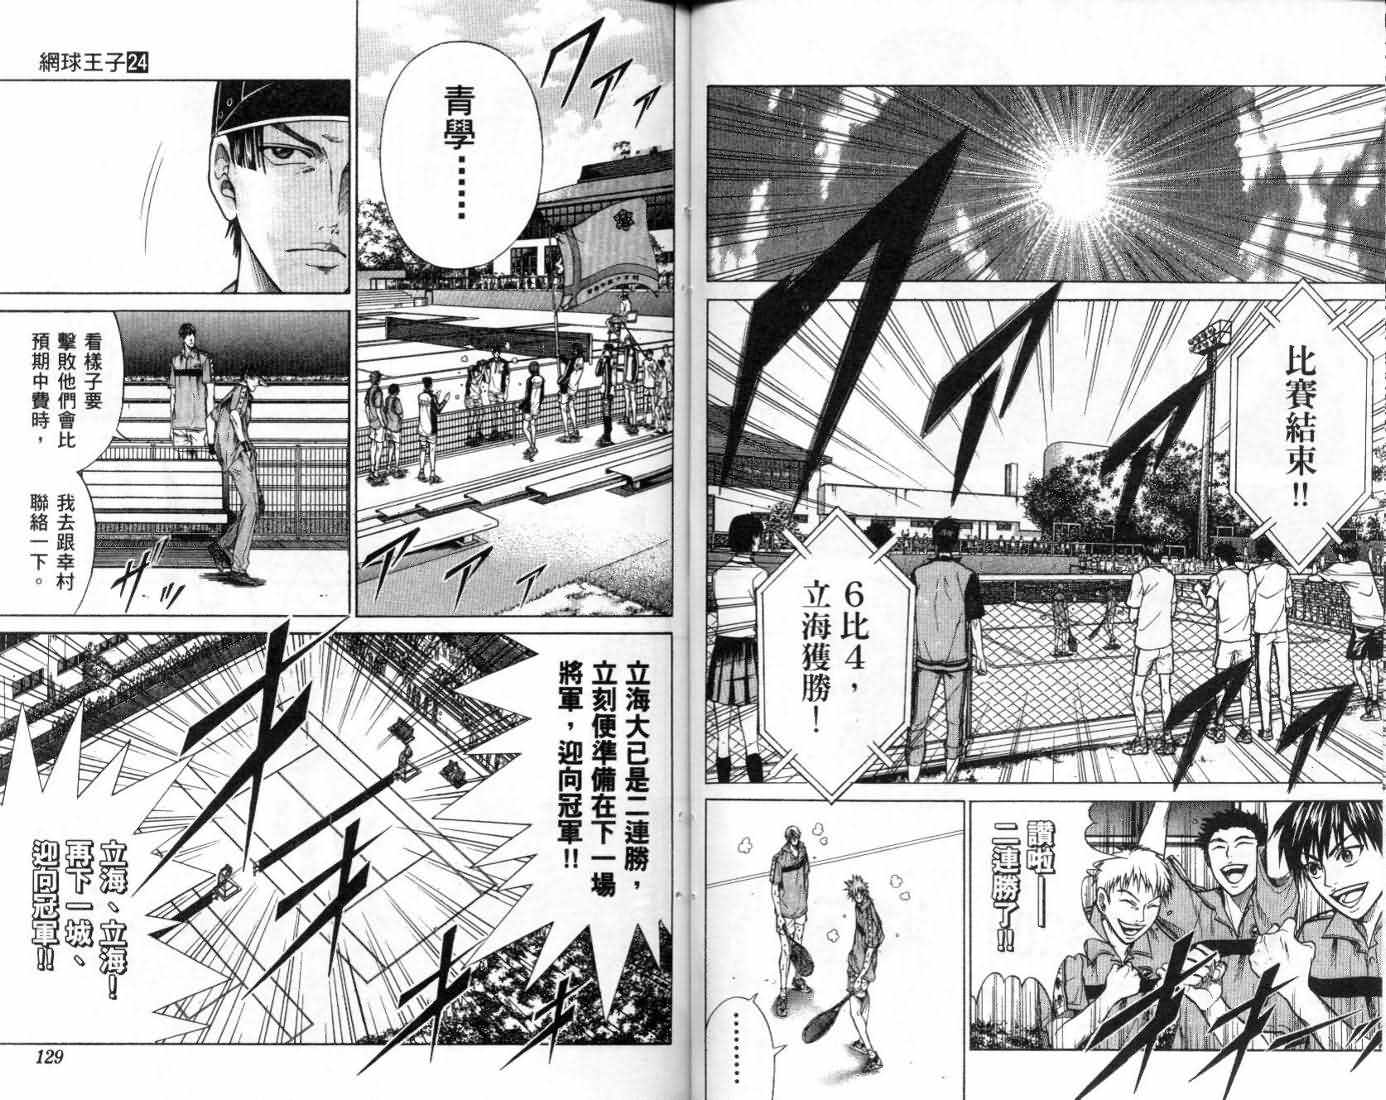 比賽結束!!
6比4，
立海獲勝！
讚啦——
二連勝了!!
………
網球王子24
青學………
看樣子要
擊敗他們會比
預期中費時，
我去跟幸村
聯絡一下。
ザッ
立海大已是二連勝，
立刻便準備在下一場
將軍，迎向冠軍!!
立海、立海！
再下一城、
迎向冠軍!!
129